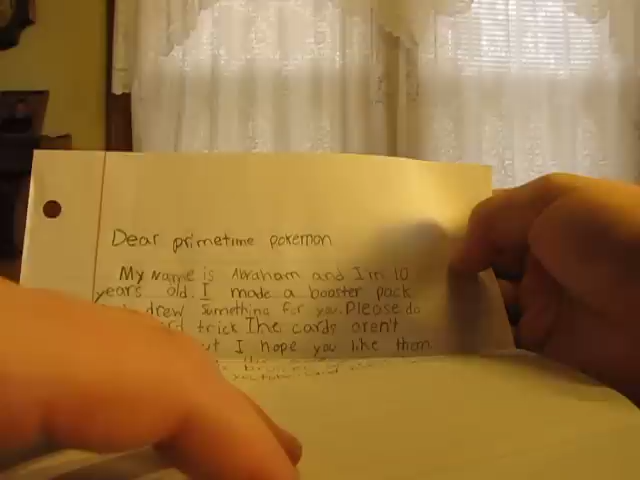 Dear primetime pokemon
My Name is Abraham and I'm 10
years old. I made a booster pack
drew something for you. Please do
trick The cards aren't
I hope you like them